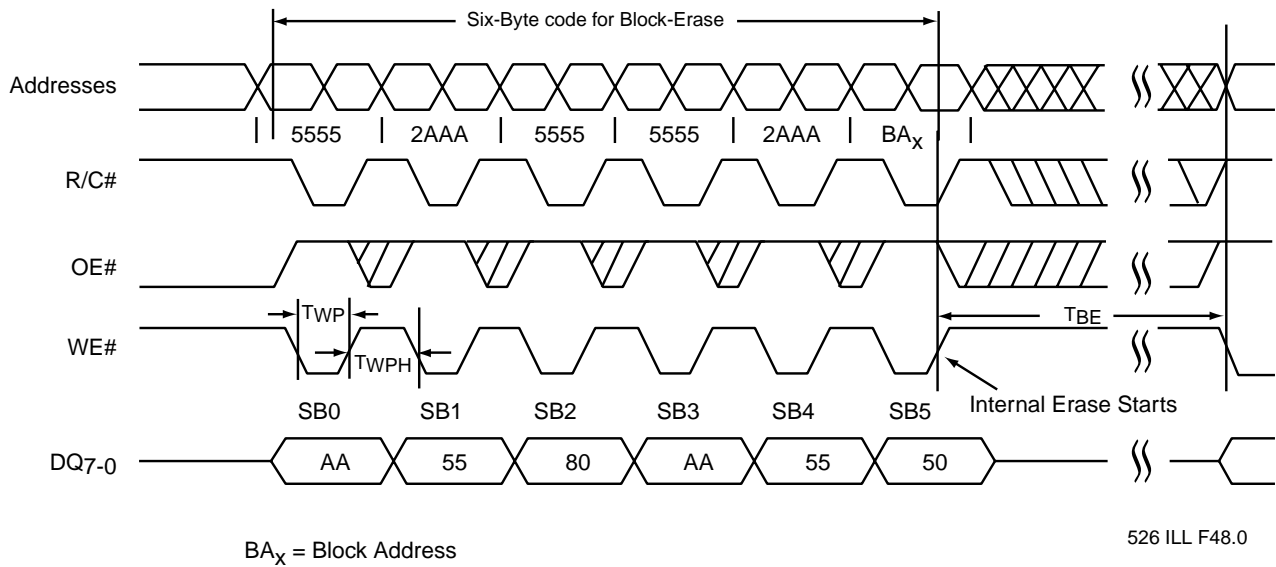 Six-Byte code for Block-Erase
Addresses
5555 2AAA 5555 5555 2AAA BAX
R/C#
OE#
TWP
TBE
WE#
TWPH
Internal Erase Starts
SB0 SB1 SB2 SB3 SB4 SB5
DQ7-0 AA 55 80 AA 55 50
BAX = Block Address
526 ILL F48.0